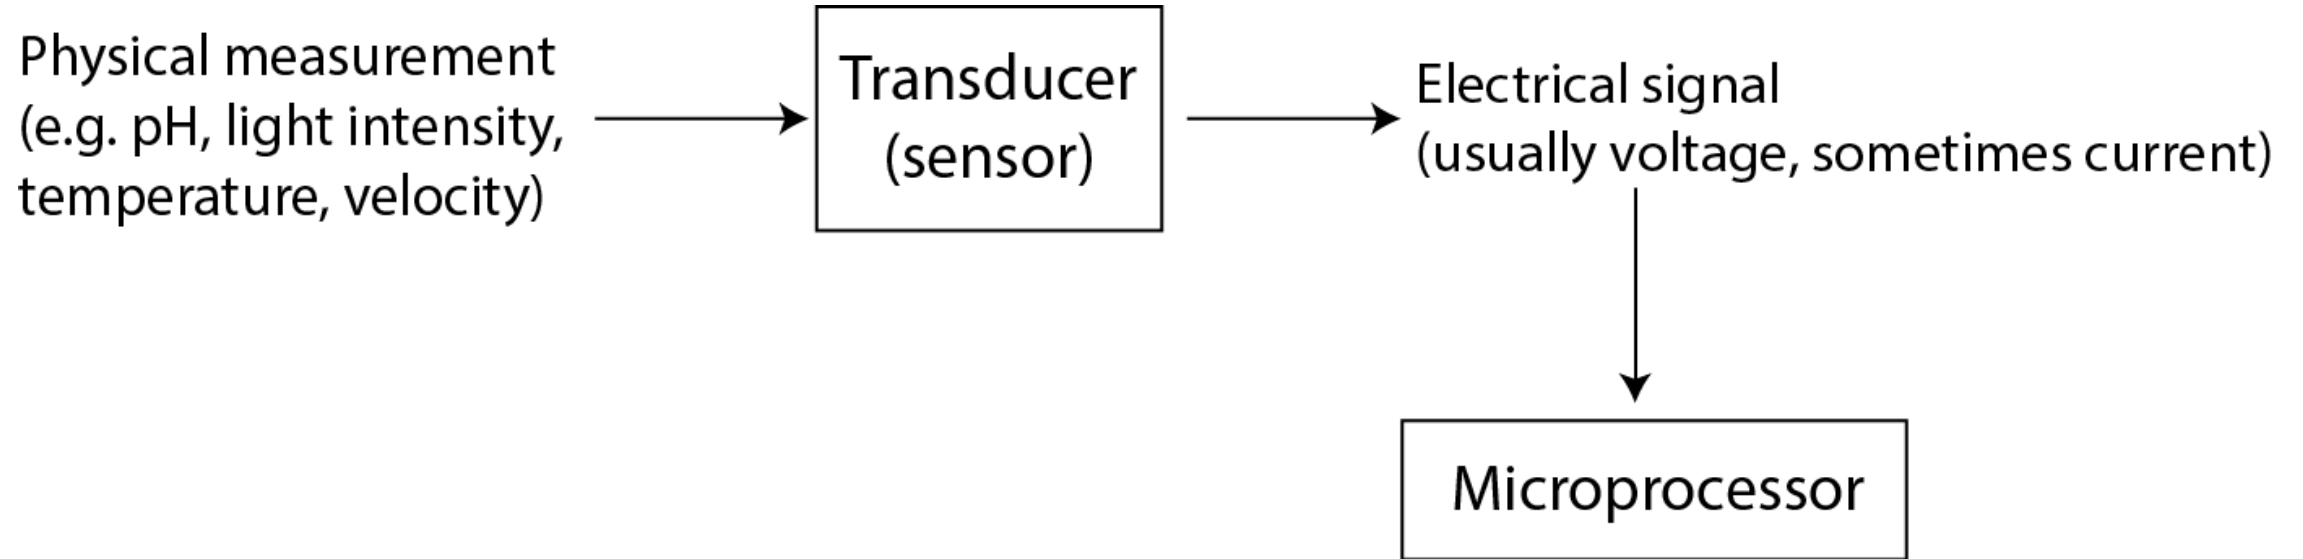 Physical measurement
(e.g. pH, light intensity,
temperature, velocity)
Transducer
(sensor)
Electrical signal
(usually voltage, sometimes current)
Microprocessor